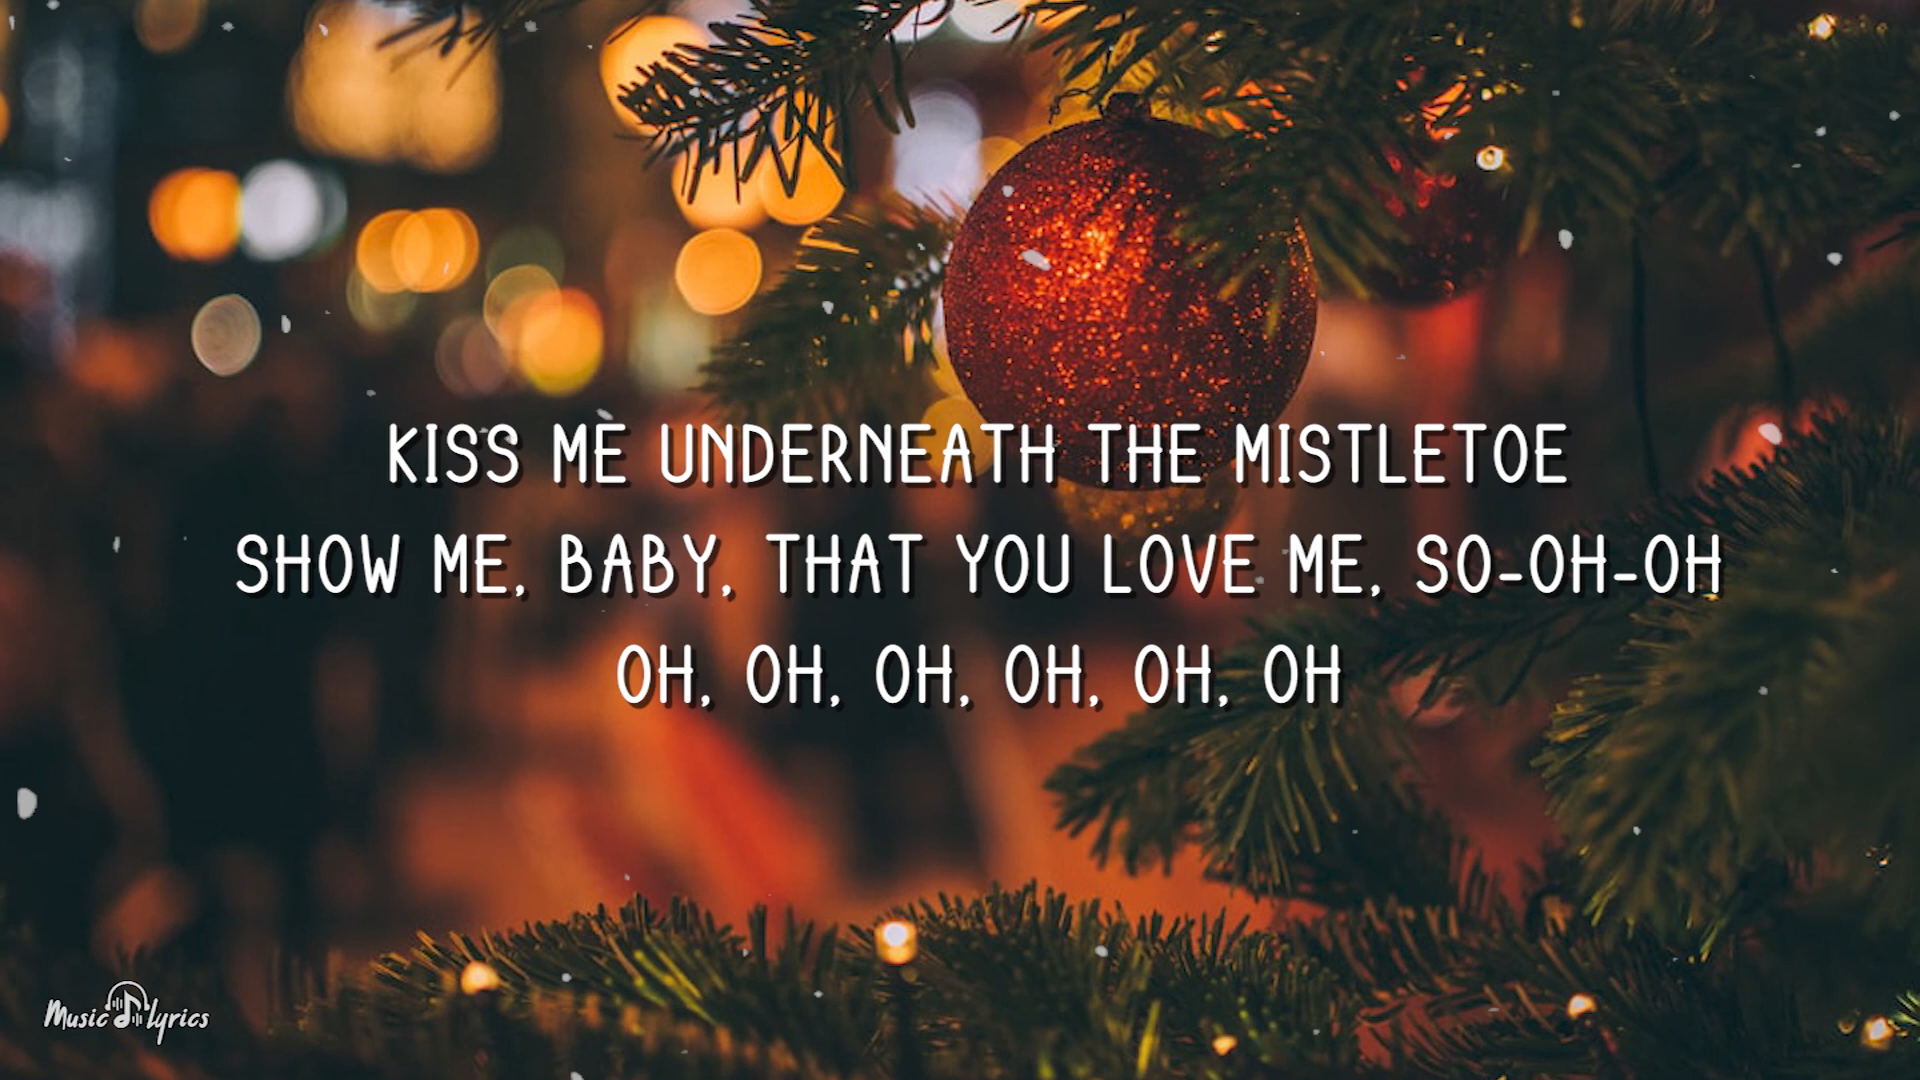 KISS ME UNDERNEATH THE MISTLETOE
SHOW ME, BABY, THAT YOU LOVE ME, SO-OH-OH
OH, OH, OH, OH, OH, OH
Music lyrics